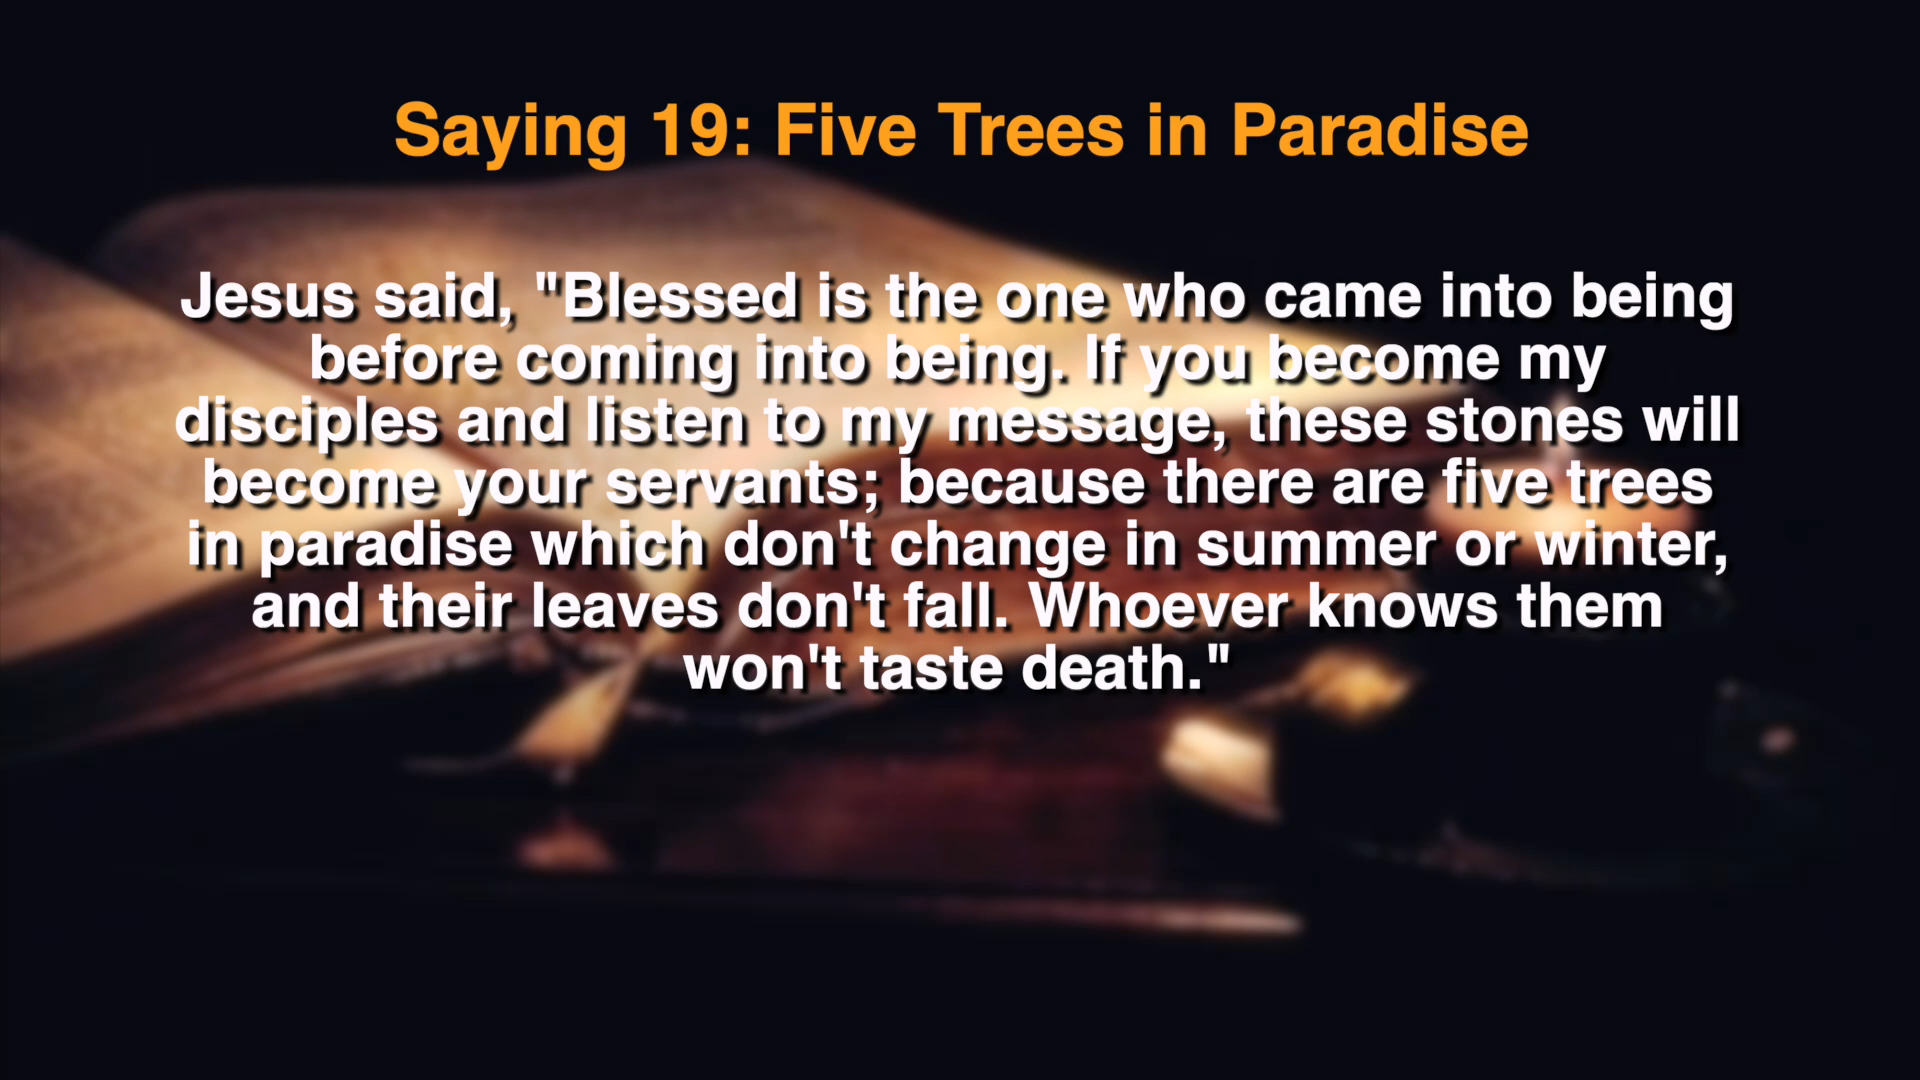 Saying 19: Five Trees in Paradise
Jesus said, "Blessed is the one who came into being
before coming into being. If you become my
disciples and listen to my message, these stones will
become your servants; because there are five trees
in paradise which don't change in summer or winter,
and their leaves don't fall. Whoever knows them
won't taste death."